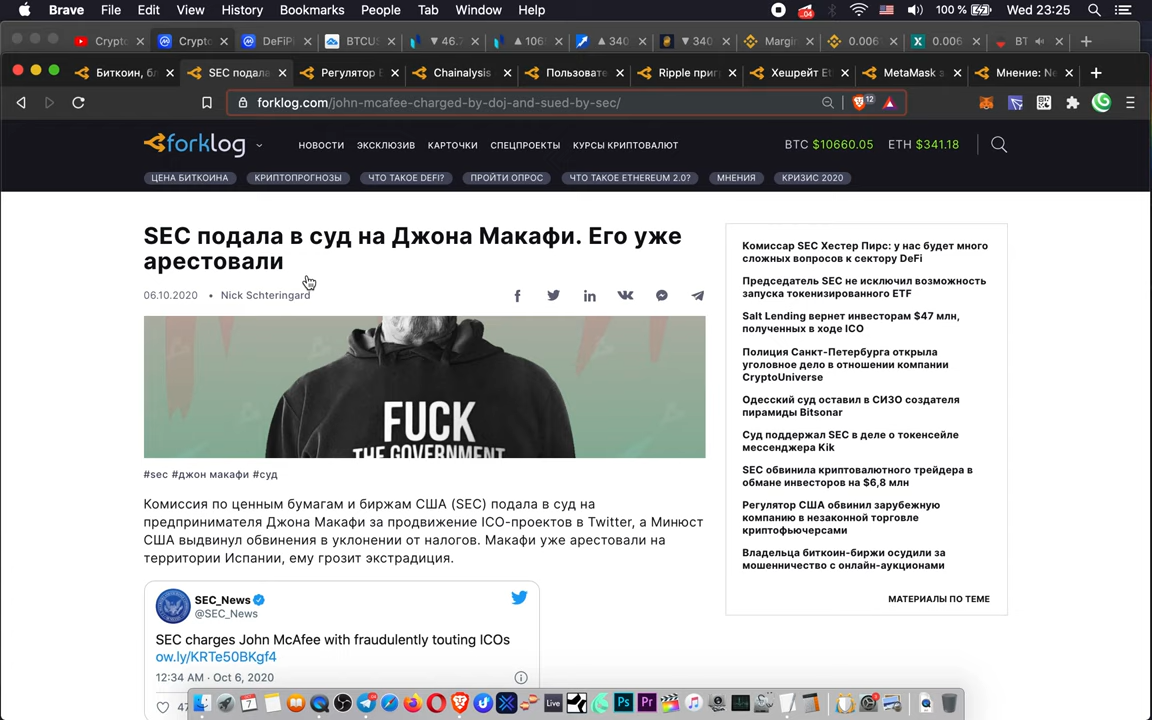 Brave File Edit View History Bookmarks People Tab Window Help 100 % Wed 23:25
Crypto Crypto DeFiP BTCUS ▼ 46.7 ▲ 106 ▲ 340 ▼ 340 Margin 0.006 0.006 BT
Биткоин, бл SEC подала Регулятор Chainalysis Пользовате Ripple приг Хешрейт Et MetaMask Мнение: Ne
forklog.com/john-mcafee-charged-by-doj-and-sued-by-sec/ 12
forklog НОВОСТИ ЭКСКЛЮЗИВ КАРТОЧКИ СПЕЦПРОЕКТЫ КУРСЫ КРИПТОВАЛЮТ BTC $10660.05 ETH $341.18
ЦЕНА БИТКОИНА КРИПТОПРОГНОЗЫ ЧТО ТАКОЕ DEFI? ПРОЙТИ ОПРОС ЧТО ТАКОЕ ETHEREUM 2.0? МНЕНИЯ КРИЗИС 2020
SEC подала в суд на Джона Макафи. Его уже
арестовали
06.10.2020 • Nick Schteringard
FUCK
THE GOVERNMENT
#sec #джон макафи #суд
Комиссия по ценным бумагам и биржам США (SEC) подала в суд на
предпринимателя Джона Макафи за продвижение ICO-проектов в Twitter, а Минюст
США выдвинул обвинения в уклонении от налогов. Макафи уже арестовали на
территории Испании, ему грозит экстрадиция.
SEC_News
@SEC_News
SEC charges John McAfee with fraudulently touting ICOs
ow.ly/KRTe50BKgf4
12:34 AM · Oct 6, 2020
Комиссар SEC Хестер Пирс: у нас будет много
сложных вопросов к сектору DeFi
Председатель SEC не исключил возможность
запуска токенизированного ETF
Salt Lending вернет инвесторам $47 млн,
полученных в ходе ICO
Полиция Санкт-Петербурга открыла
уголовное дело в отношении компании
CryptoUniverse
Одесский суд оставил в СИЗО создателя
пирамиды Bitsonar
Суд поддержал SEC в деле о токенсейле
мессенджера Kik
SEC обвинила криптовалютного трейдера в
обмане инвесторов на $6,8 млн
Регулятор США обвинил зарубежную
компанию в незаконной торговле
криптофьючерсами
Владельца биткоин-биржи осудили за
мошенничество с онлайн-аукционами
МАТЕРИАЛЫ ПО ТЕМЕ
7 Live Ps Pr